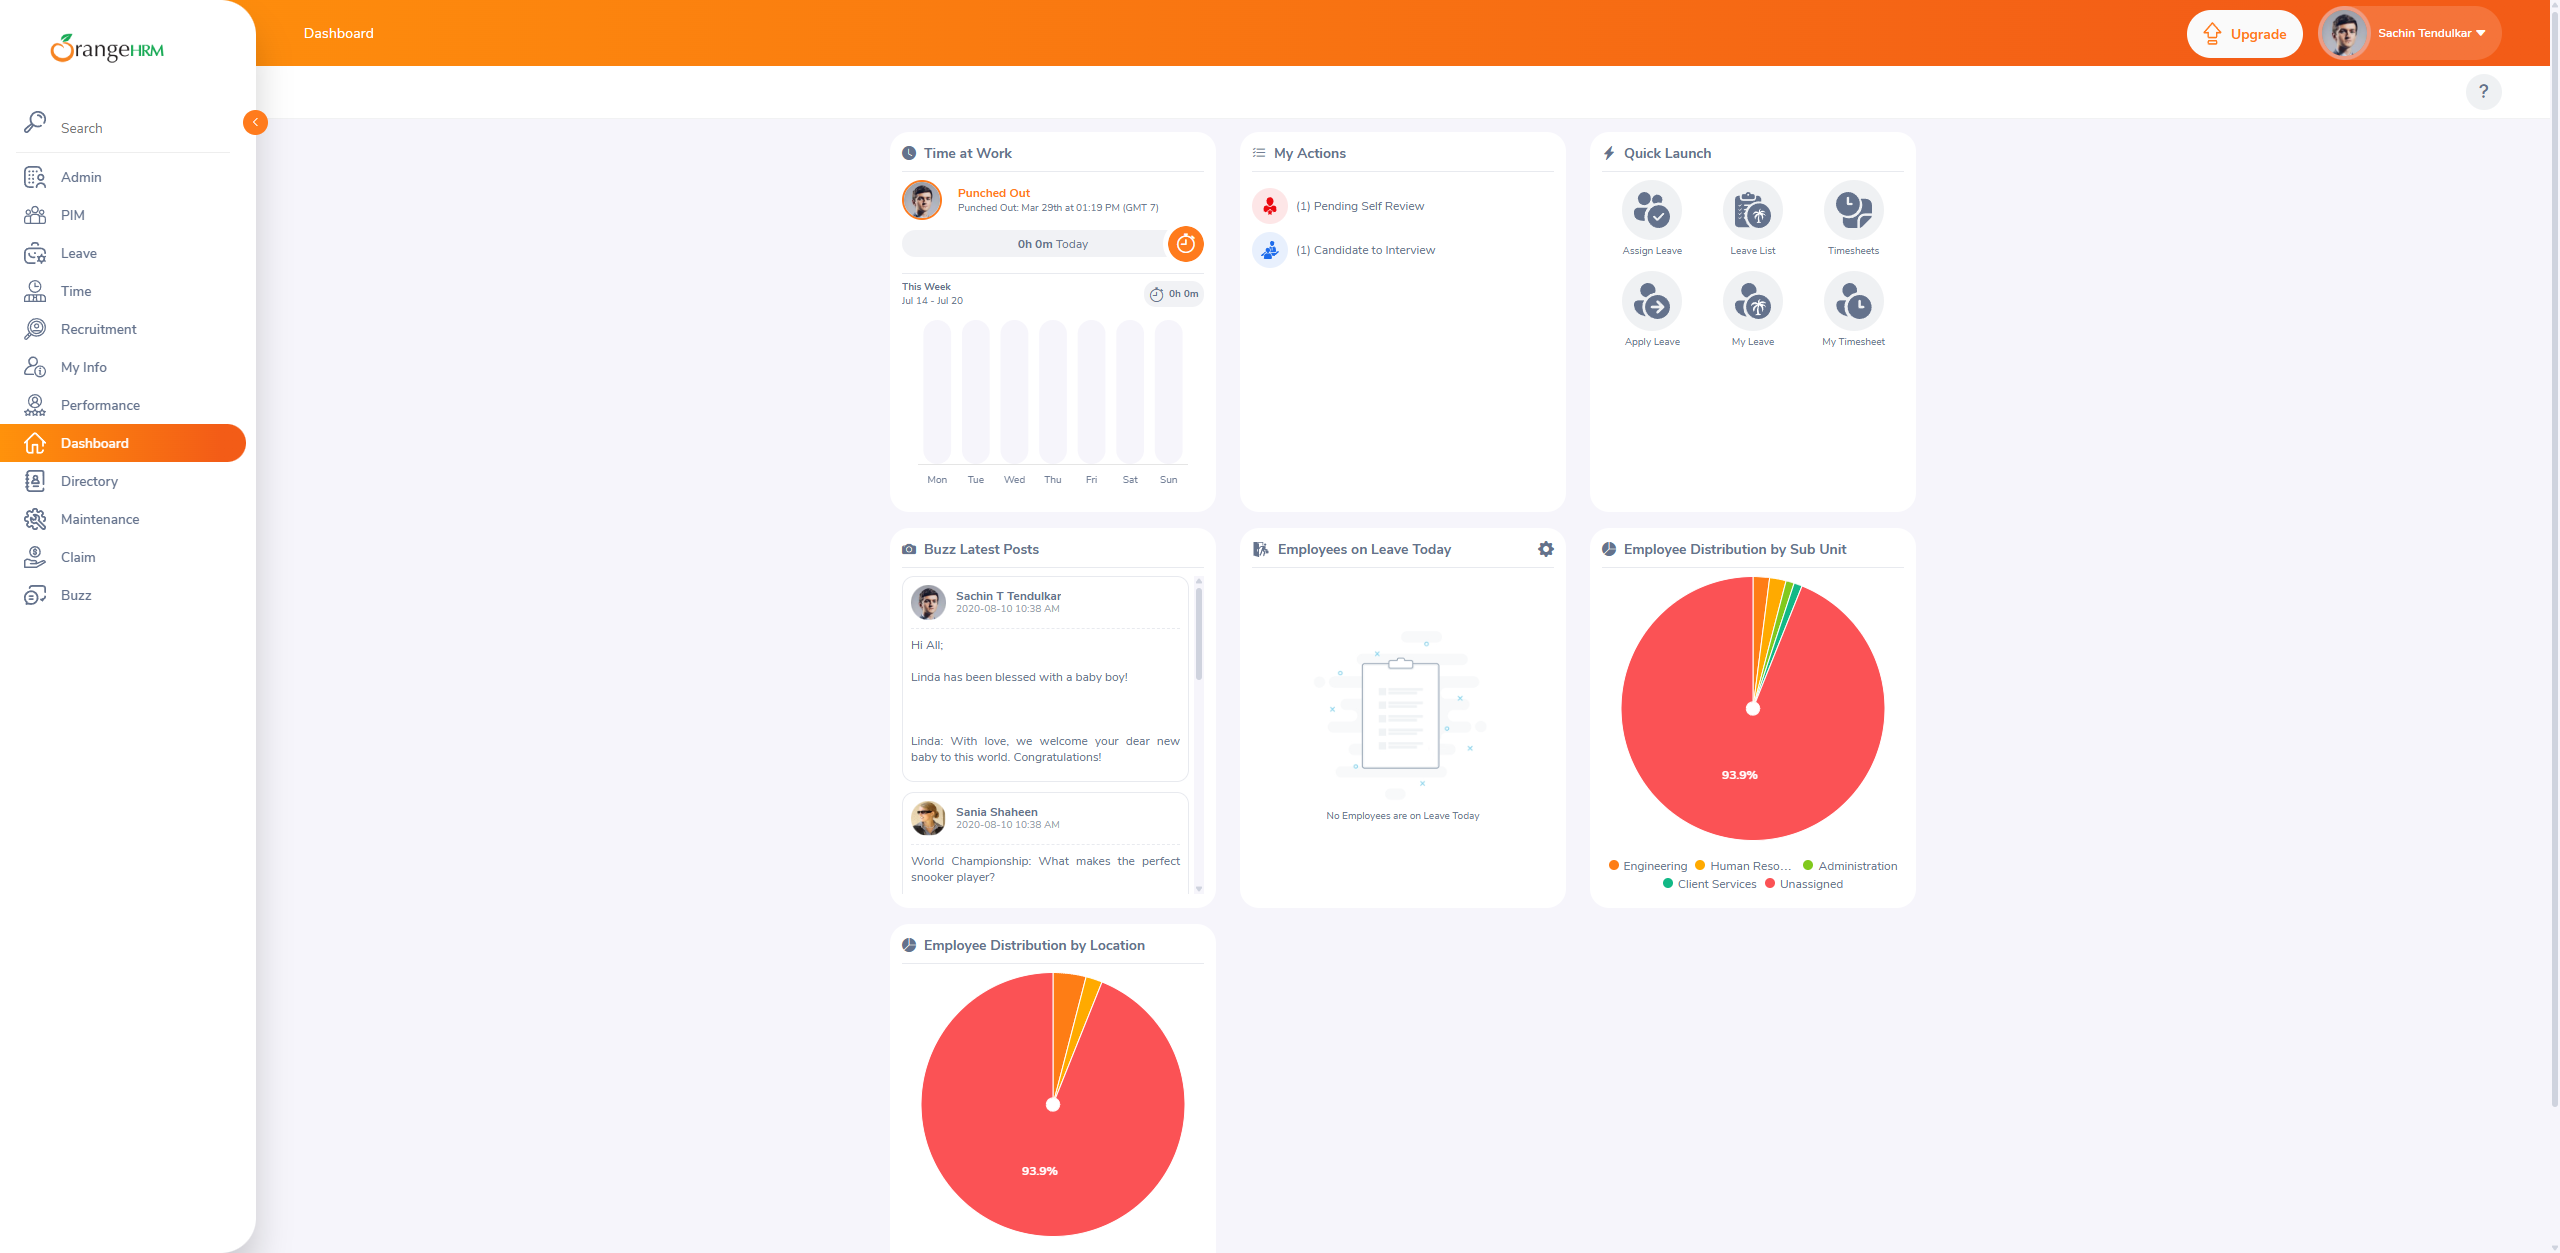 OrangeHRM
Search
Admin
PIM
Leave
Time
Recruitment
My Info
Performance
Dashboard
Directory
Maintenance
Claim
Buzz
Dashboard
Upgrade
Sachin Tendulkar
?
Time at Work
Punched Out
Punched Out: Mar 29th at 01:19 PM (GMT 7)
0h 0m Today
This Week
Jul 14 - Jul 20
0h 0m
Mon Tue Wed Thu Fri Sat Sun
My Actions
(1) Pending Self Review
(1) Candidate to Interview
Quick Launch
Assign Leave Leave List Timesheets
Apply Leave My Leave My Timesheet
Buzz Latest Posts
Sachin T Tendulkar
2020-08-10 10:38 AM
Hi All;
Linda has been blessed with a baby boy!
Linda: With love, we welcome your dear new
baby to this world. Congratulations!
Sania Shaheen
2020-08-10 10:38 AM
World Championship: What makes the perfect
snooker player?
Employees on Leave Today
No Employees are on Leave Today
Employee Distribution by Sub Unit
93.9%
Engineering Human Reso... Administration
Client Services Unassigned
Employee Distribution by Location
93.9%